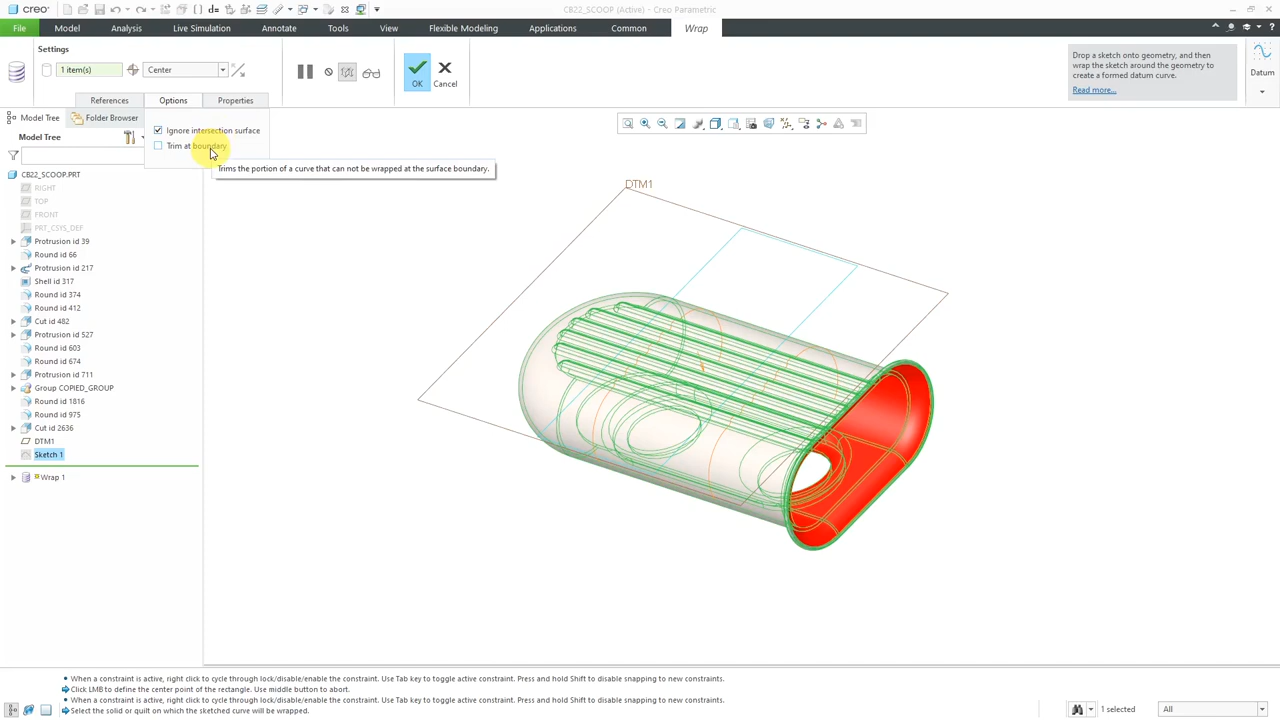 creo
CB22_SCOOP (Active) - Creo Parametric
File
Model
Analysis
Live Simulation
Annotate
Tools
View
Flexible Modeling
Applications
Common
Wrap
Settings
1 item(s)
Center
OK
Cancel
Drop a sketch onto geometry, and then
wrap the sketch around the geometry to
create a formed datum curve.
Read more...
Datum
References
Options
Properties
Model Tree
Folder Browser
Ignore intersection surface
Trim at boundary
Trims the portion of a curve that can not be wrapped at the surface boundary.
Model Tree
CB22_SCOOP.PRT
RIGHT
TOP
FRONT
PRT_CSYS_DEF
Protrusion id 39
Round id 66
Protrusion id 217
Shell id 317
Round id 374
Round id 412
Cut id 482
Protrusion id 527
Round id 603
Round id 674
Protrusion id 711
Group COPIED_GROUP
Round id 1816
Round id 975
Cut id 2636
DTM1
Sketch 1
Wrap 1
DTM1
When a constraint is active, right click to cycle through lock/disable/enable the constraint. Use Tab key to toggle active constraint. Press and hold Shift to disable snapping to new constraints.
Click LMB to define the center point of the rectangle. Use middle button to abort.
When a constraint is active, right click to cycle through lock/disable/enable the constraint. Use Tab key to toggle active constraint. Press and hold Shift to disable snapping to new constraints.
Select the solid or quilt on which the sketched curve will be wrapped.
1 selected
All